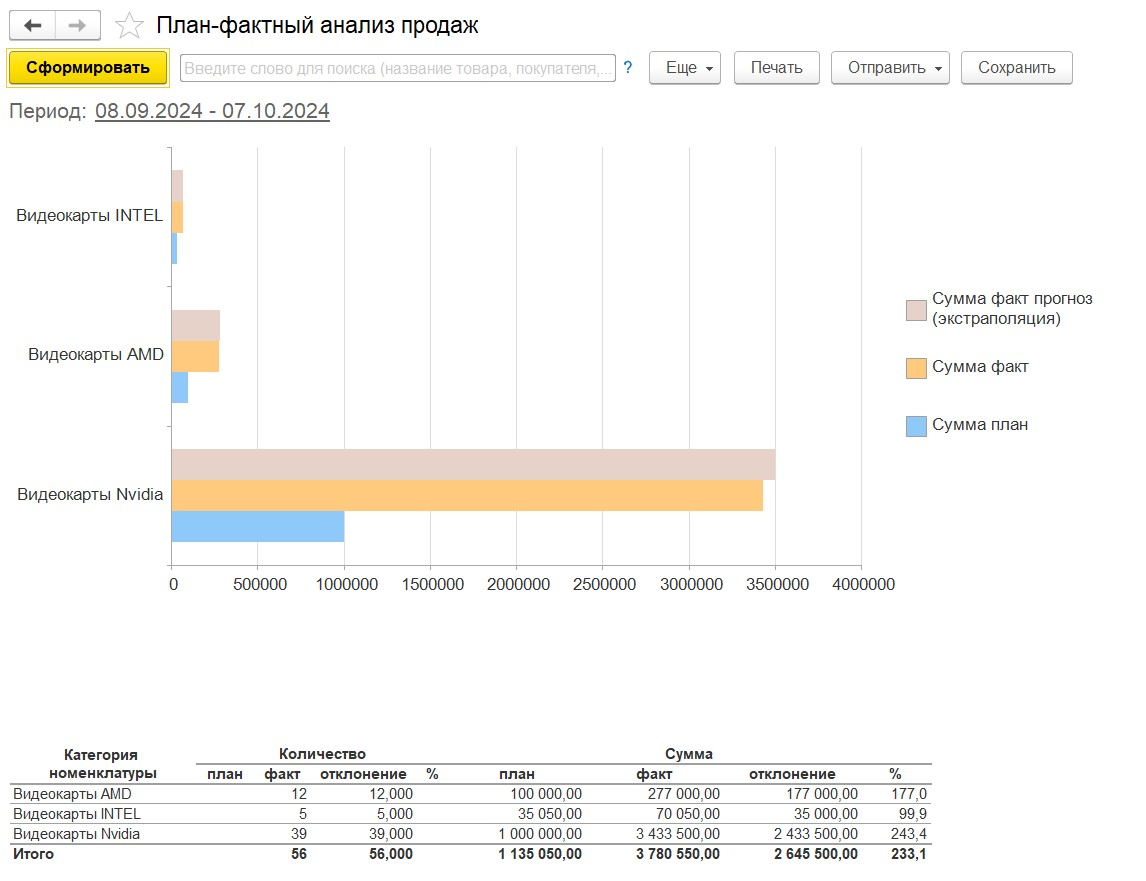 План-фактный анализ продаж
Сформировать Введите слово для поиска (название товара, покупателя,... ? Еще Печать Отправить Сохранить
Период: 08.09.2024 - 07.10.2024
Видеокарты INTEL
Видеокарты AMD
Видеокарты Nvidia
0 500000 1000000 1500000 2000000 2500000 3000000 3500000 4000000
Сумма факт прогноз
(экстраполяция)
Сумма факт
Сумма план
Категория номенклатуры Количество Сумма
план факт отклонение % план факт отклонение %
Видеокарты AMD 12 12,000 100 000,00 277 000,00 177 000,00 177,0
Видеокарты INTEL 5 5,000 35 050,00 70 050,00 35 000,00 99,9
Видеокарты Nvidia 39 39,000 1 000 000,00 3 433 500,00 2 433 500,00 243,4
Итого 56 56,000 1 135 050,00 3 780 550,00 2 645 500,00 233,1